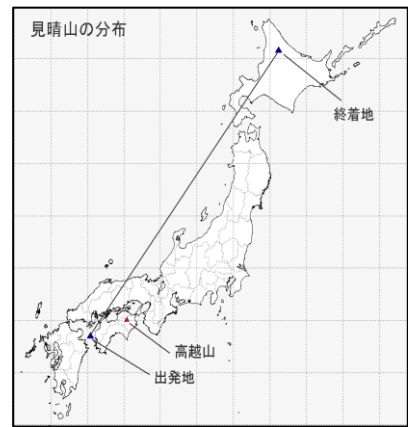 見晴山の分布
終着地
高越山
出発地